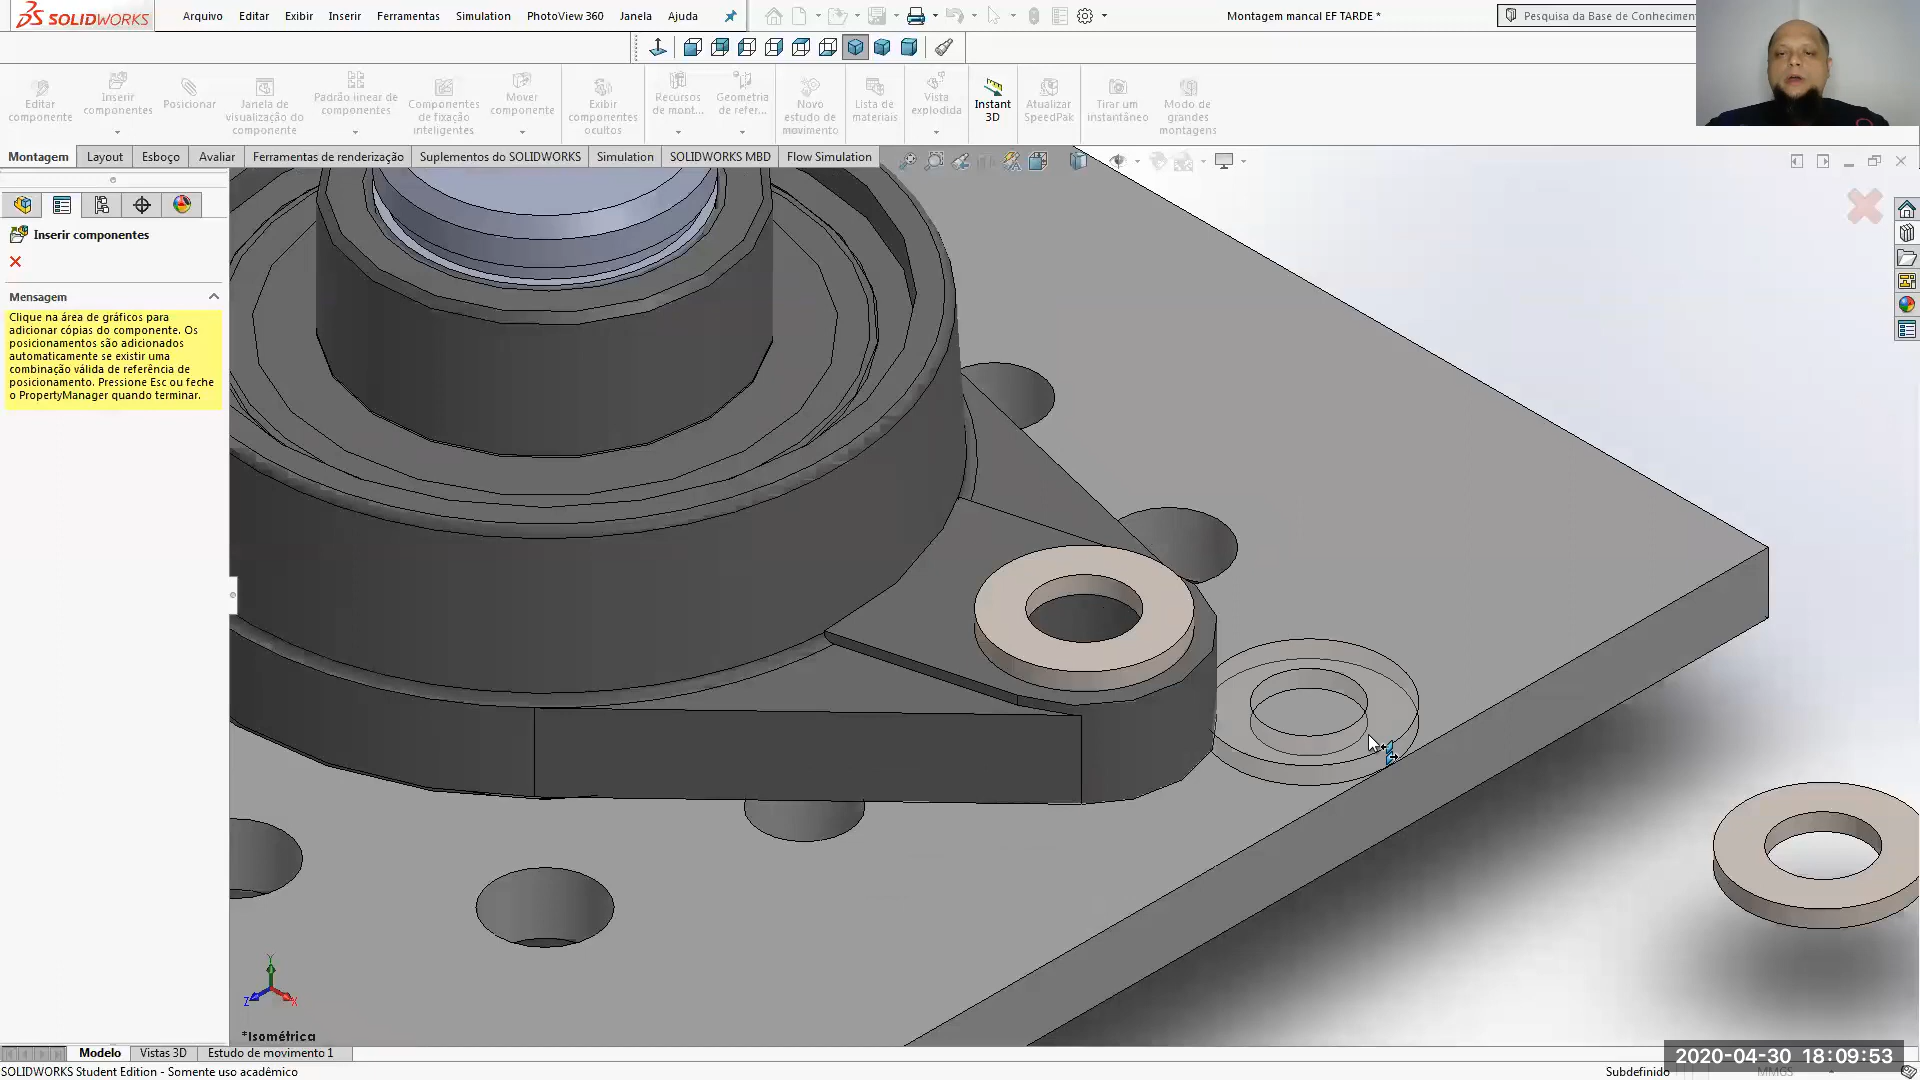 SOLIDWORKS
Arquivo Editar Exibir Inserir Ferramentas Simulation PhotoView 360 Janela Ajuda
Montagem mancal EF TARDE *
Pesquisa da Base de Conhecimen
Editar componente
Inserir componentes
Posicionar
Janela de visualização do componente
Padrão linear de componentes
Componentes de fixação inteligentes
Mover componente
Exibir componentes ocultos
Recursos de mont...
Geometria de refer...
Novo estudo de movimento
Lista de materiais
Vista explodida
Instant 3D
Atualizar SpeedPak
Tirar um instantâneo
Modo de grandes montagens
Montagem Layout Esboço Avaliar Ferramentas de renderização Suplementos do SOLIDWORKS Simulation SOLIDWORKS MBD Flow Simulation
Inserir componentes
Mensagem
Clique na área de gráficos para
adicionar cópias do componente. Os
posicionamentos são adicionados
automaticamente se existir uma
combinação válida de referência de
posicionamento. Pressione Esc ou feche
o PropertyManager quando terminar.
Y
Z
X
*Isométrica
Modelo Vistas 3D Estudo de movimento 1
SOLIDWORKS Student Edition - Somente uso acadêmico
Subdefinido
MMGS
2020-04-30 18:09:53